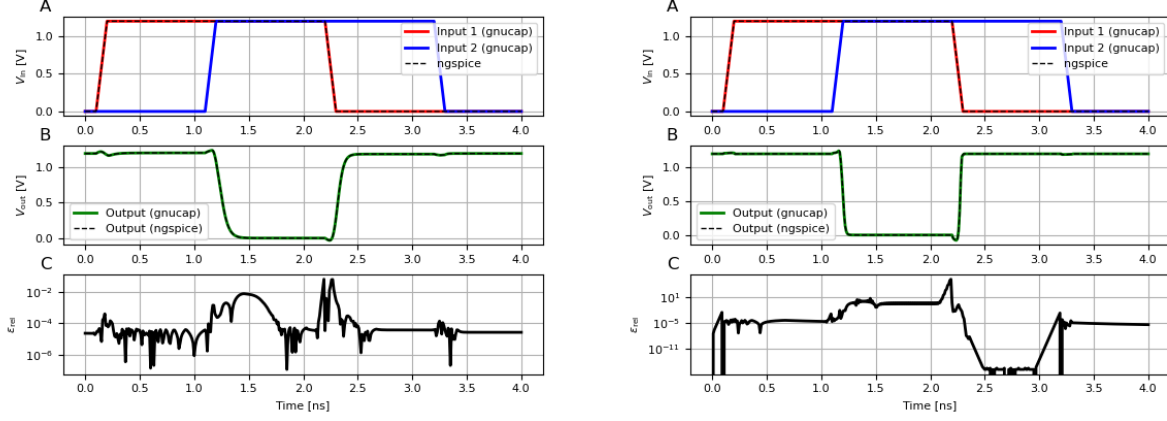 A
V_in [V]
1.0
0.5
0.0
Input 1 (gnucap)
Input 2 (gnucap)
ngspice
0.0 0.5 1.0 1.5 2.0 2.5 3.0 3.5 4.0
B
V_out [V]
1.0
0.5
0.0
Output (gnucap)
Output (ngspice)
0.0 0.5 1.0 1.5 2.0 2.5 3.0 3.5 4.0
C
ε_rel
10⁻²
10⁻⁴
10⁻⁶
0.0 0.5 1.0 1.5 2.0 2.5 3.0 3.5 4.0
Time [ns]
A
V_in [V]
1.0
0.5
0.0
Input 1 (gnucap)
Input 2 (gnucap)
ngspice
0.0 0.5 1.0 1.5 2.0 2.5 3.0 3.5 4.0
B
V_out [V]
1.0
0.5
0.0
Output (gnucap)
Output (ngspice)
0.0 0.5 1.0 1.5 2.0 2.5 3.0 3.5 4.0
C
ε_rel
10¹
10⁻⁵
10⁻¹¹
0.0 0.5 1.0 1.5 2.0 2.5 3.0 3.5 4.0
Time [ns]